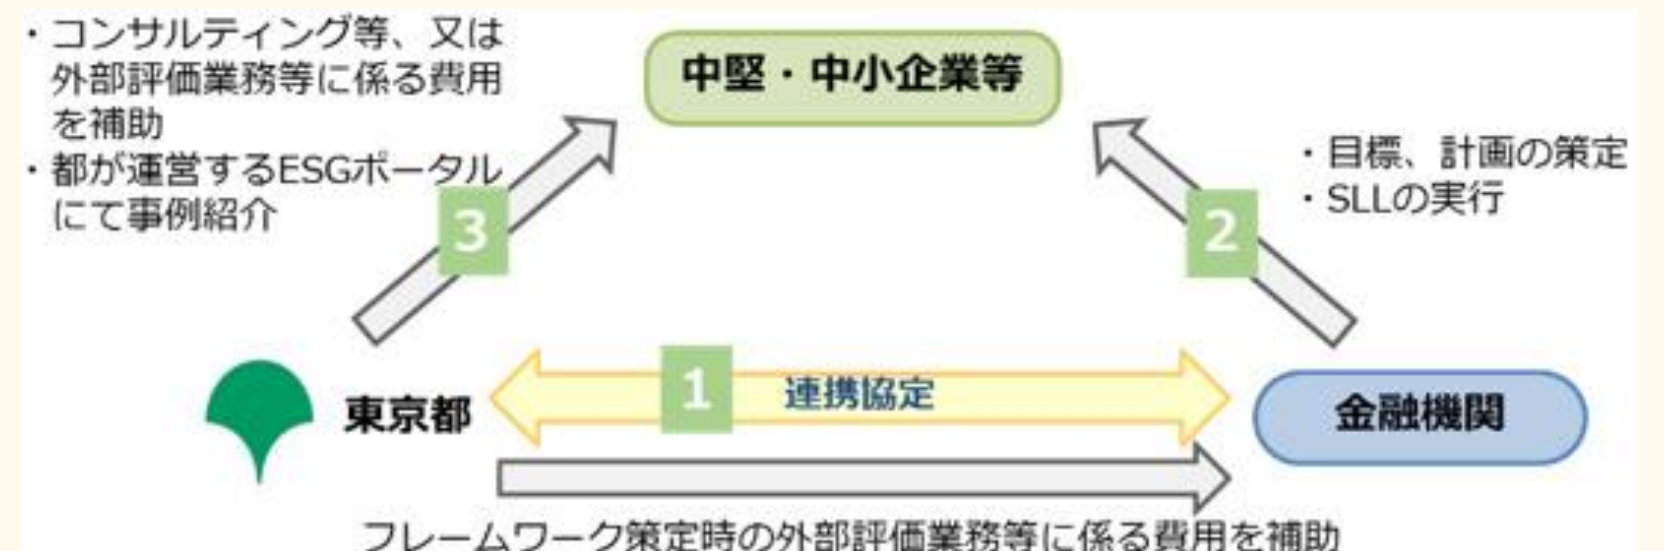 ・コンサルティング等、又は
外部評価業務等に係る費用
を補助
・都が運営するESGポータル
にて事例紹介
中堅・中小企業等
・目標、計画の策定
・SLLの実行
3
2
1
連携協定
東京都
金融機関
フレームワーク策定時の外部評価業務等に係る費用を補助